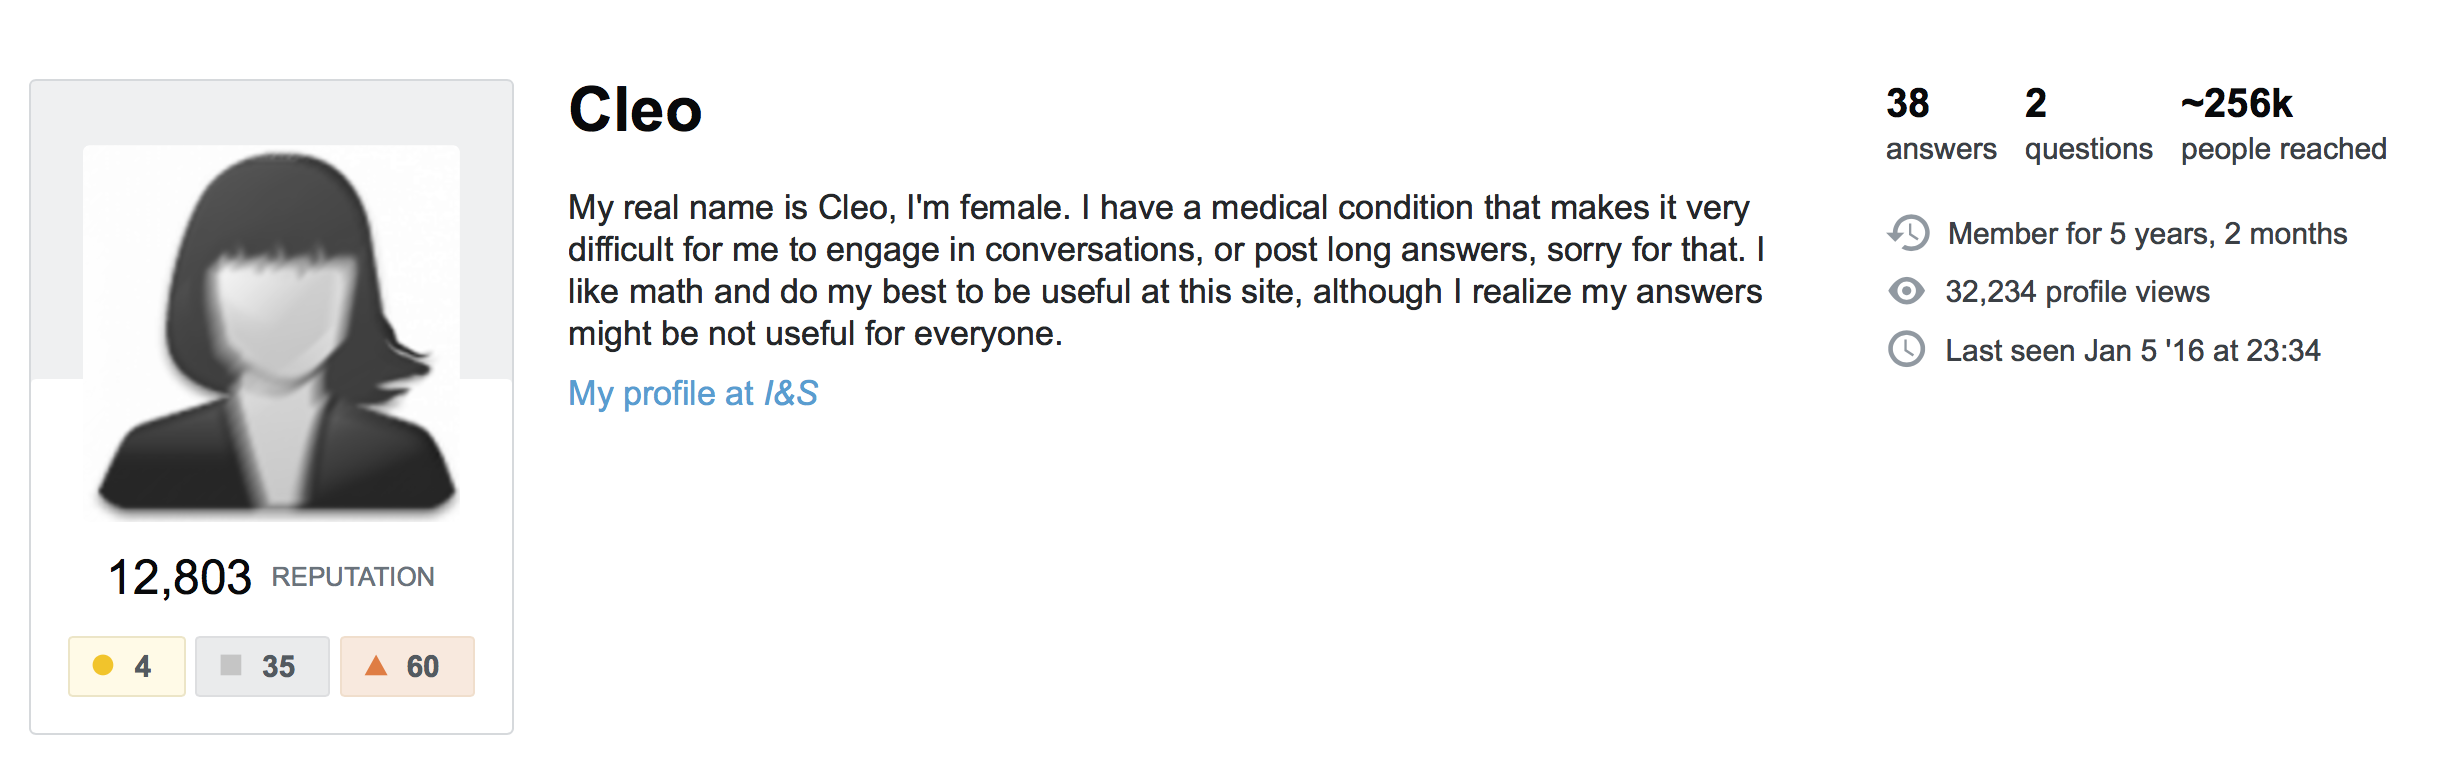 Cleo
My real name is Cleo, I'm female. I have a medical condition that makes it very
difficult for me to engage in conversations, or post long answers, sorry for that. I
like math and do my best to be useful at this site, although I realize my answers
might be not useful for everyone.
My profile at I&S
12,803 REPUTATION
4 35 60
38 2 ~256k
answers questions people reached
Member for 5 years, 2 months
32,234 profile views
Last seen Jan 5 '16 at 23:34